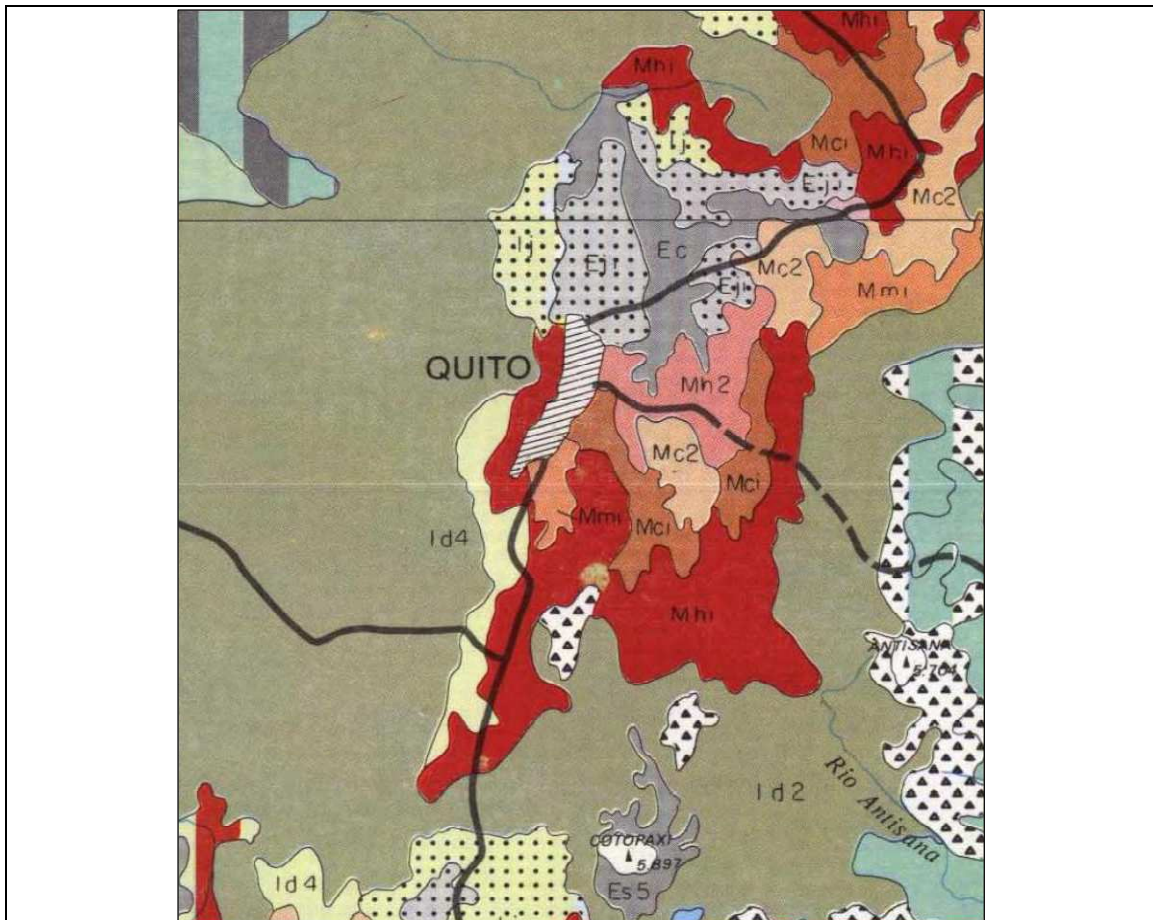 Mhi
Mhi
Ij
Mci
Mhi
Ej
Mc2
Ij
Ej
Ec
Mc2
Ej
Mmi
QUITO
Mh2
Mc2
Mci
Mmi
Mci
Id4
Mhi
ANTISANA
5.704
Id2
Rio Antisana
COTOPAXI
5.897
Id4
Es5